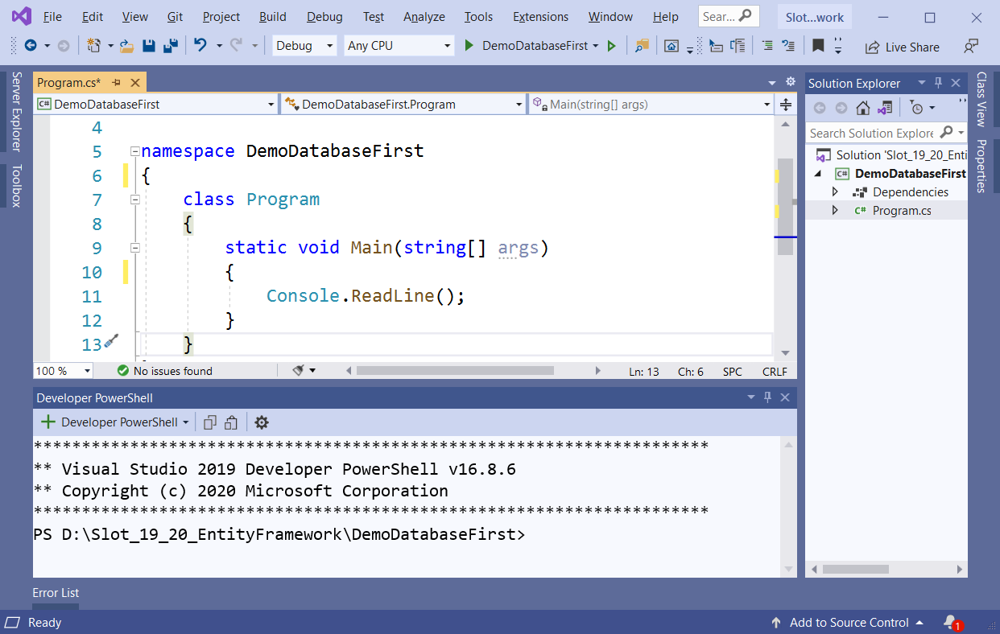 File Edit View Git Project Build Debug Test Analyze Tools Extensions Window Help Sear... Slot...work
Debug Any CPU DemoDatabaseFirst Live Share
Server Explorer
Toolbox
Program.cs*
C# DemoDatabaseFirst DemoDatabaseFirst.Program Main(string[] args)
4
5 namespace DemoDatabaseFirst
6 {
7 class Program
8 {
9 static void Main(string[] args)
10 {
11 Console.ReadLine();
12 }
13 }
100 % No issues found Ln: 13 Ch: 6 SPC CRLF
Developer PowerShell
Developer PowerShell
**********************************************************************
** Visual Studio 2019 Developer PowerShell v16.8.6
** Copyright (c) 2020 Microsoft Corporation
**********************************************************************
PS D:\Slot_19_20_EntityFramework\DemoDatabaseFirst>
Solution Explorer
Search Solution Explore
Solution 'Slot_19_20_Enti
C# DemoDatabaseFirst
Dependencies
C# Program.cs
Class View
Properties
Error List
Ready Add to Source Control 1